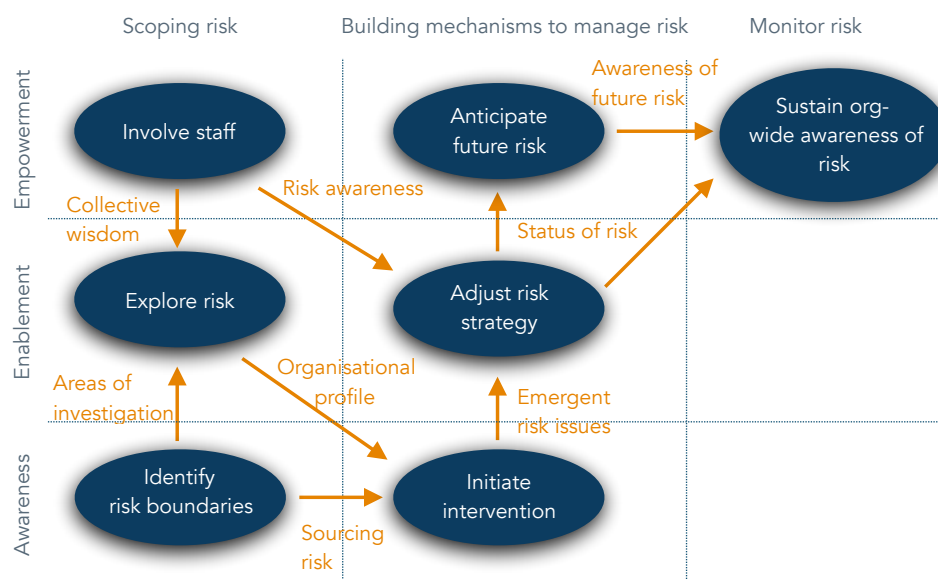 Scoping risk
Building mechanisms to manage risk
Monitor risk
Empowerment
Involve staff
Anticipate
future risk
Awareness of
future risk
Sustain org-
wide awareness of
risk
Collective
wisdom
Risk awareness
Status of risk
Enablement
Explore risk
Adjust risk
strategy
Areas of
investigation
Organisational
profile
Emergent
risk issues
Awareness
Identify
risk boundaries
Sourcing
risk
Initiate
intervention